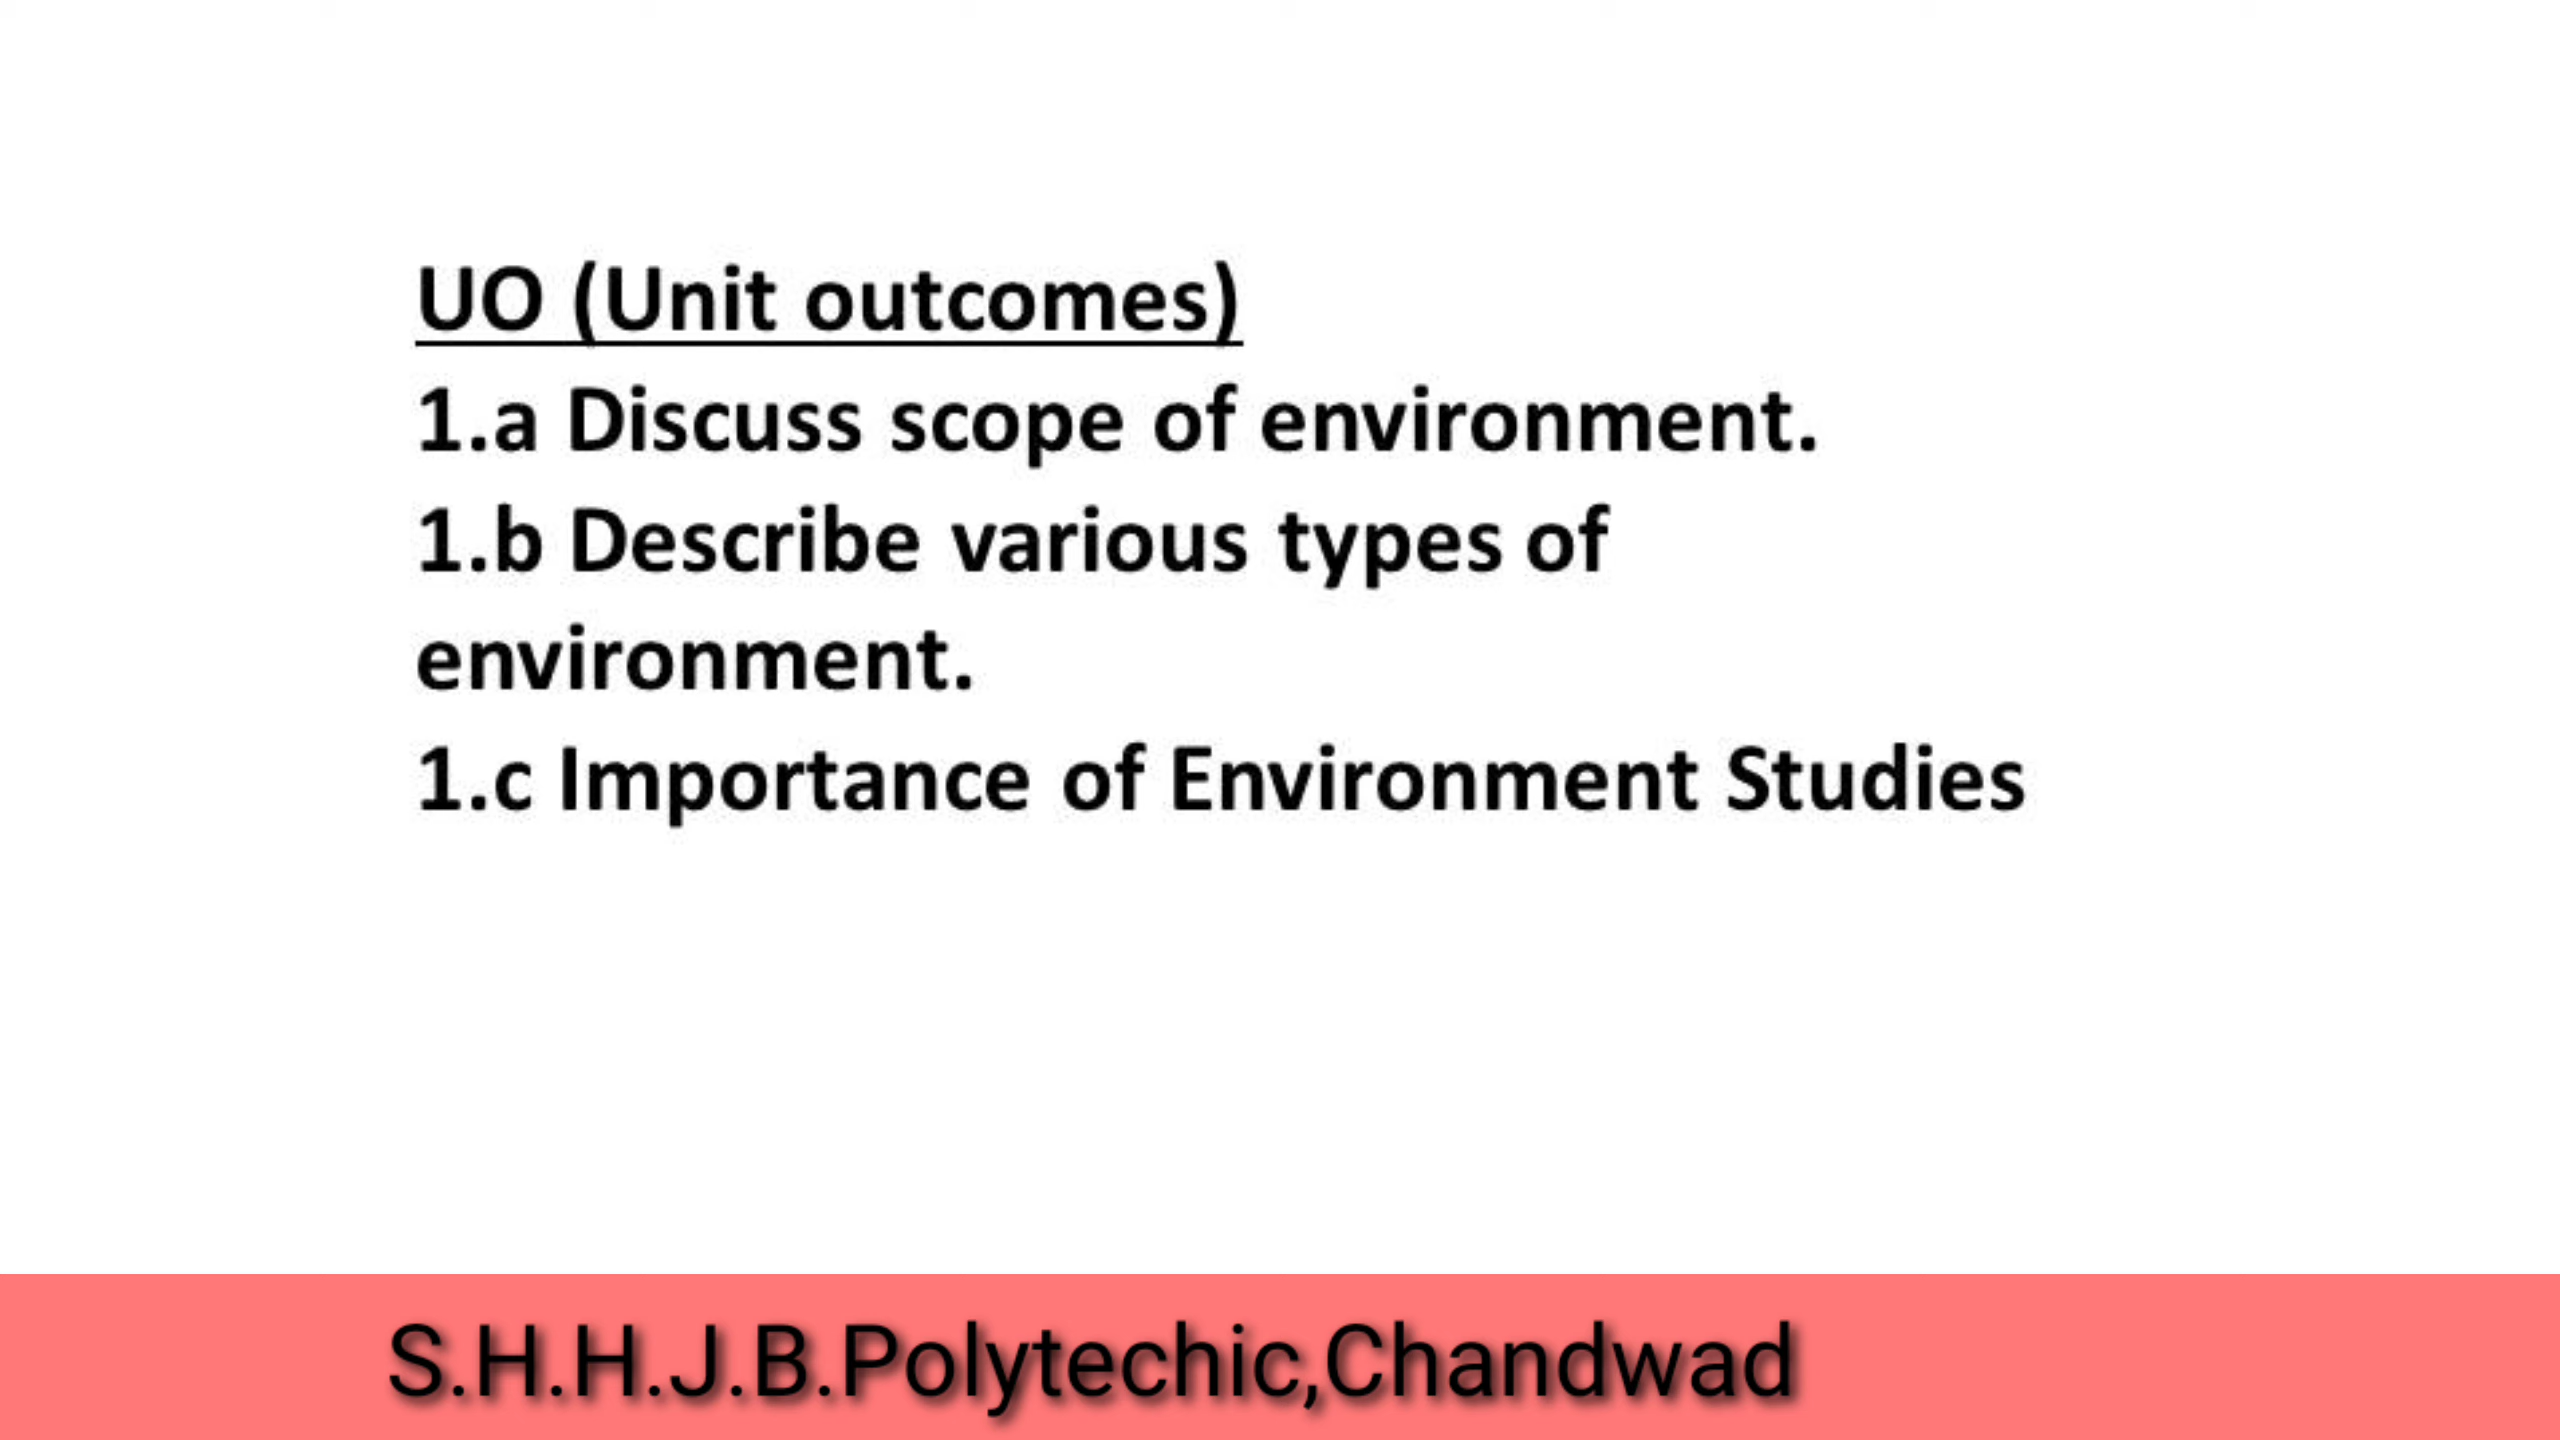 UO (Unit outcomes)
1.a Discuss scope of environment.
1.b Describe various types of
environment.
1.c Importance of Environment Studies
S.H.H.J.B.Polytechic,Chandwad